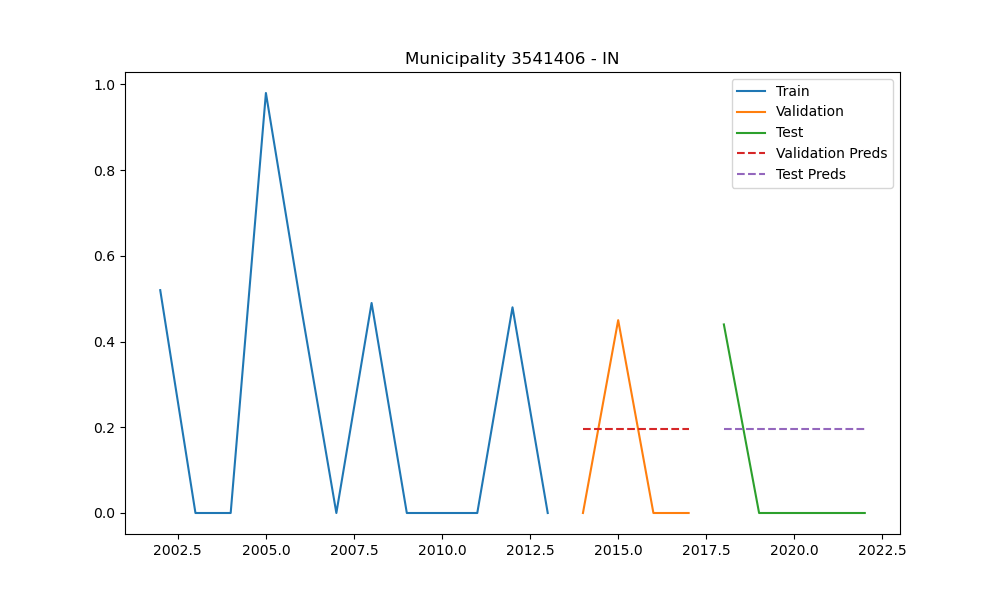 Municipality 3541406 - IN
1.0
0.8
0.6
0.4
0.2
0.0
Train
Validation
Test
Validation Preds
Test Preds
2002.5 2005.0 2007.5 2010.0 2012.5 2015.0 2017.5 2020.0 2022.5